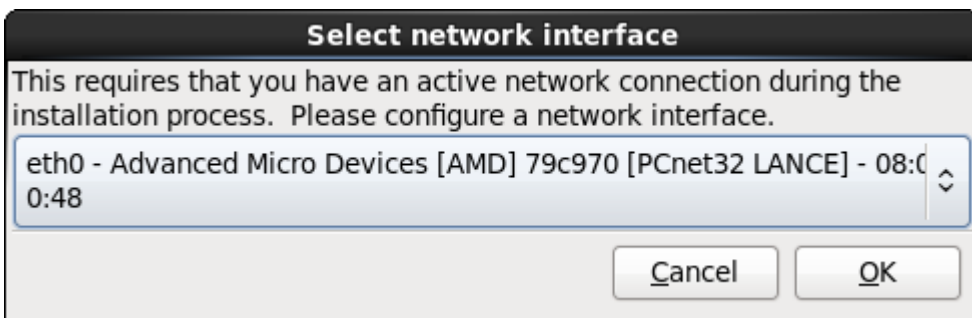 Select network interface
This requires that you have an active network connection during the
installation process.  Please configure a network interface.
eth0 - Advanced Micro Devices [AMD] 79c970 [PCnet32 LANCE] - 08:0
0:48
Cancel
OK